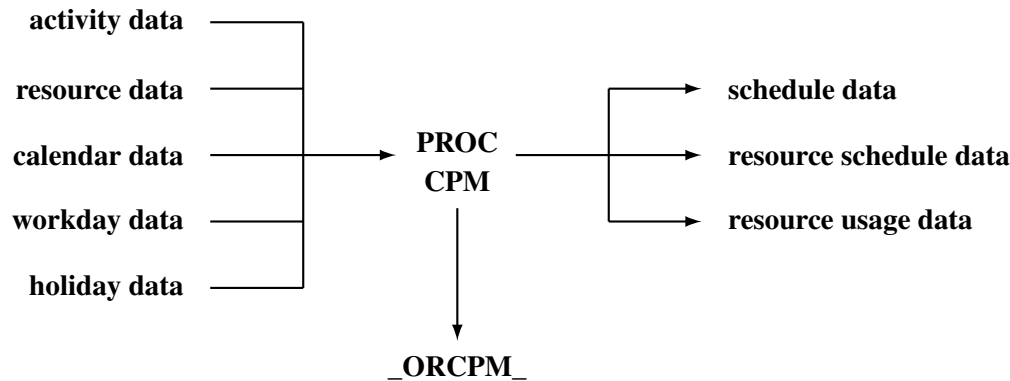 activity data
resource data
calendar data
workday data
holiday data
PROC
CPM
_ORCPM_
schedule data
resource schedule data
resource usage data